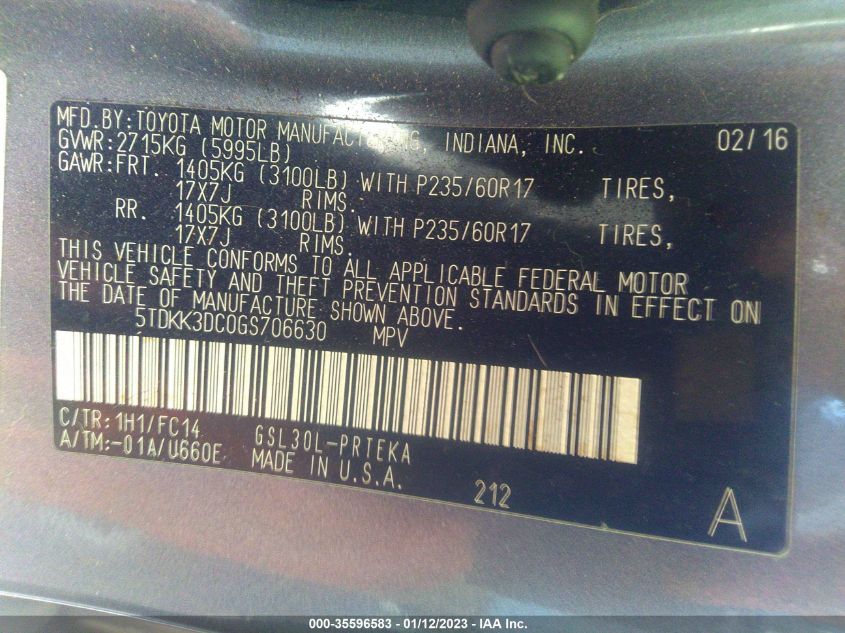 MFD.BY:TOYOTA MOTOR MANUFACTURING, INDIANA, INC. 02/16
GVWR:2715KG (5995LB)
GAWR:FRT. 1405KG (3100LB) WITH P235/60R17 TIRES,
17X7J RIMS.
RR. 1405KG (3100LB) WITH P235/60R17 TIRES,
17X7J RIMS.
THIS VEHICLE CONFORMS TO ALL APPLICABLE FEDERAL MOTOR
VEHICLE SAFETY AND THEFT PREVENTION STANDARDS IN EFFECT ON
THE DATE OF MANUFACTURE SHOWN ABOVE.
5TDKK3DC0GS706630 MPV
C/TR:1H1/FC14 GSL30L-PRTEKA
A/TM:-01A/U660E MADE IN U.S.A. 212 A
000-35596583 - 01/12/2023 - IAA Inc.